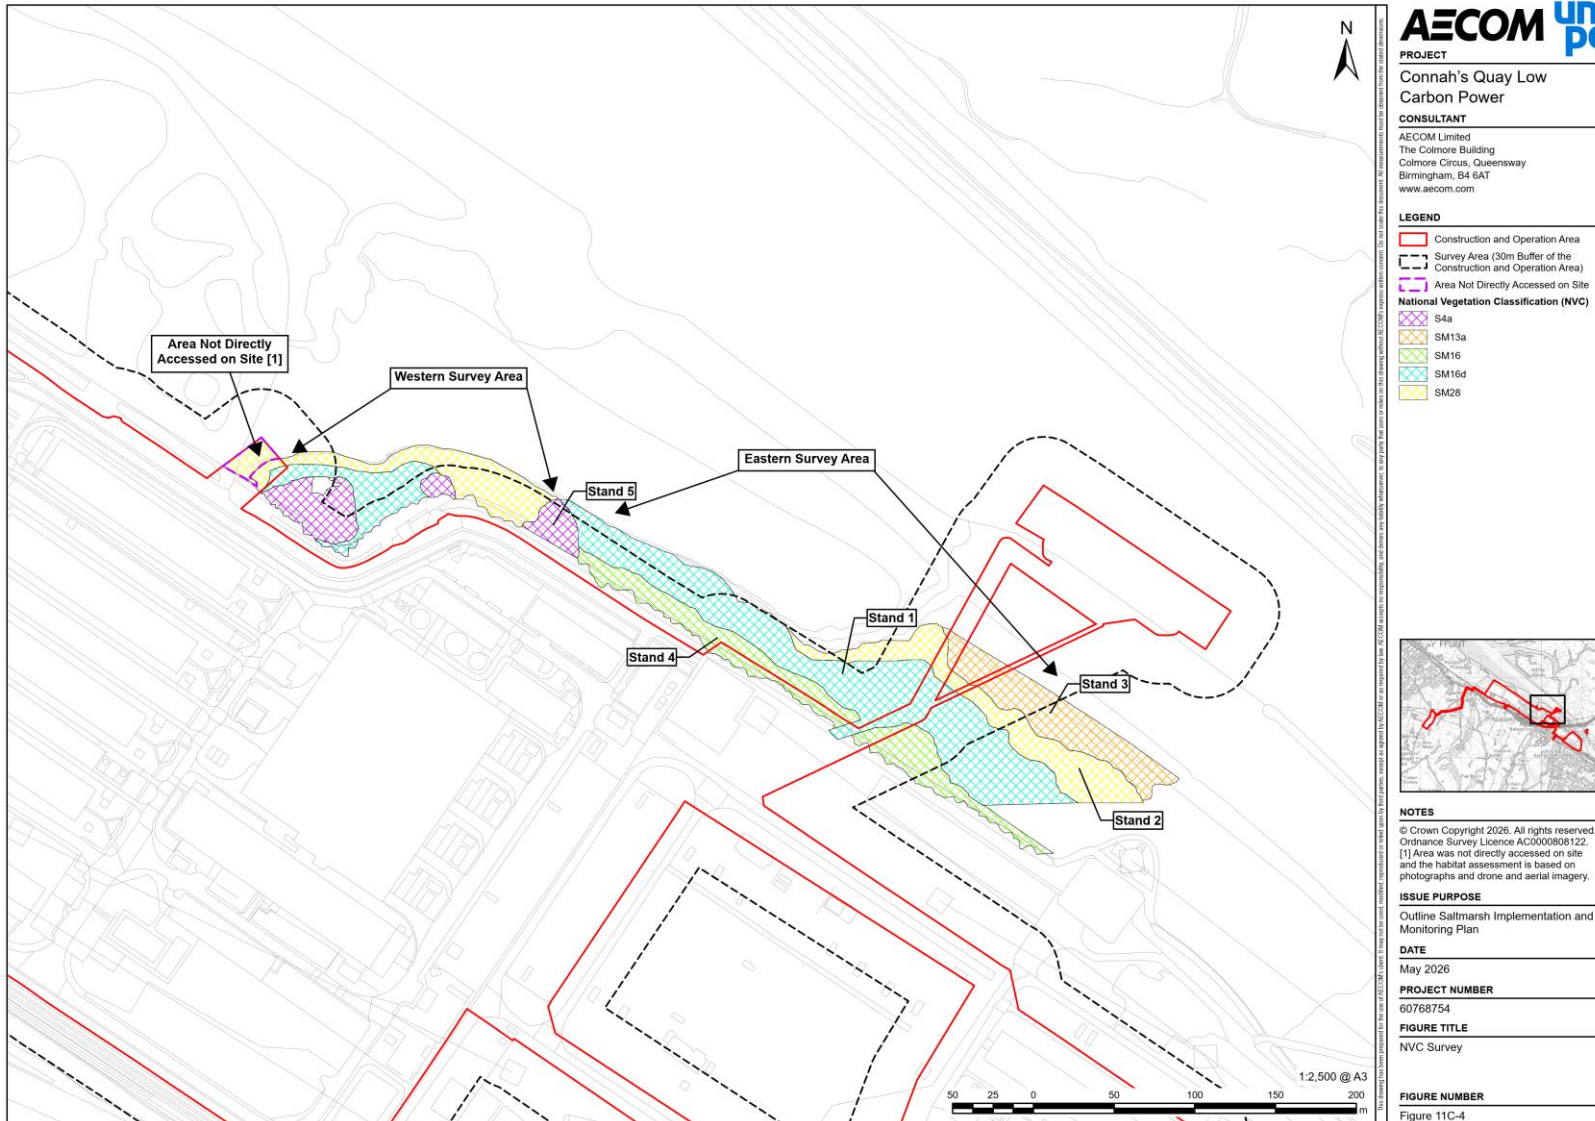 N
Area Not Directly
Accessed on Site [1]
Western Survey Area
Eastern Survey Area
Stand 5
Stand 1
Stand 4
Stand 3
Stand 2
1:2,500 @ A3
50 25 0 50 100 150 200
m
AECOM
PROJECT
Connah's Quay Low
Carbon Power
CONSULTANT
AECOM Limited
The Colmore Building
Colmore Circus, Queensway
Birmingham, B4 6AT
www.aecom.com
LEGEND
Construction and Operation Area
Survey Area (30m Buffer of the
Construction and Operation Area)
Area Not Directly Accessed on Site
National Vegetation Classification (NVC)
S4a
SM13a
SM16
SM16d
SM28
NOTES
© Crown Copyright 2026. All rights reserved.
Ordnance Survey Licence AC0000808122.
[1] Area was not directly accessed on site
and the habitat assessment is based on
photographs and drone and aerial imagery.
ISSUE PURPOSE
Outline Saltmarsh Implementation and
Monitoring Plan
DATE
May 2026
PROJECT NUMBER
60768754
FIGURE TITLE
NVC Survey
FIGURE NUMBER
Figure 11C-4